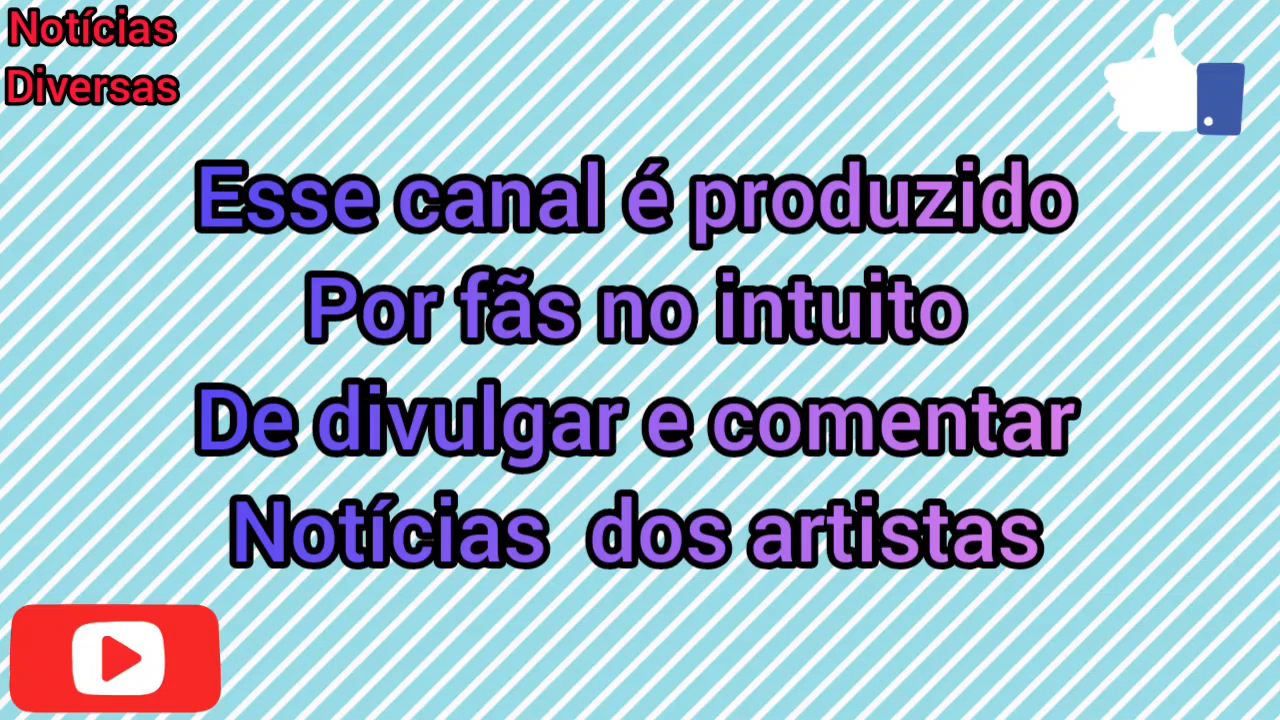 Notícias
Diversas
Esse canal é produzido
Por fãs no intuito
De divulgar e comentar
Notícias  dos artistas